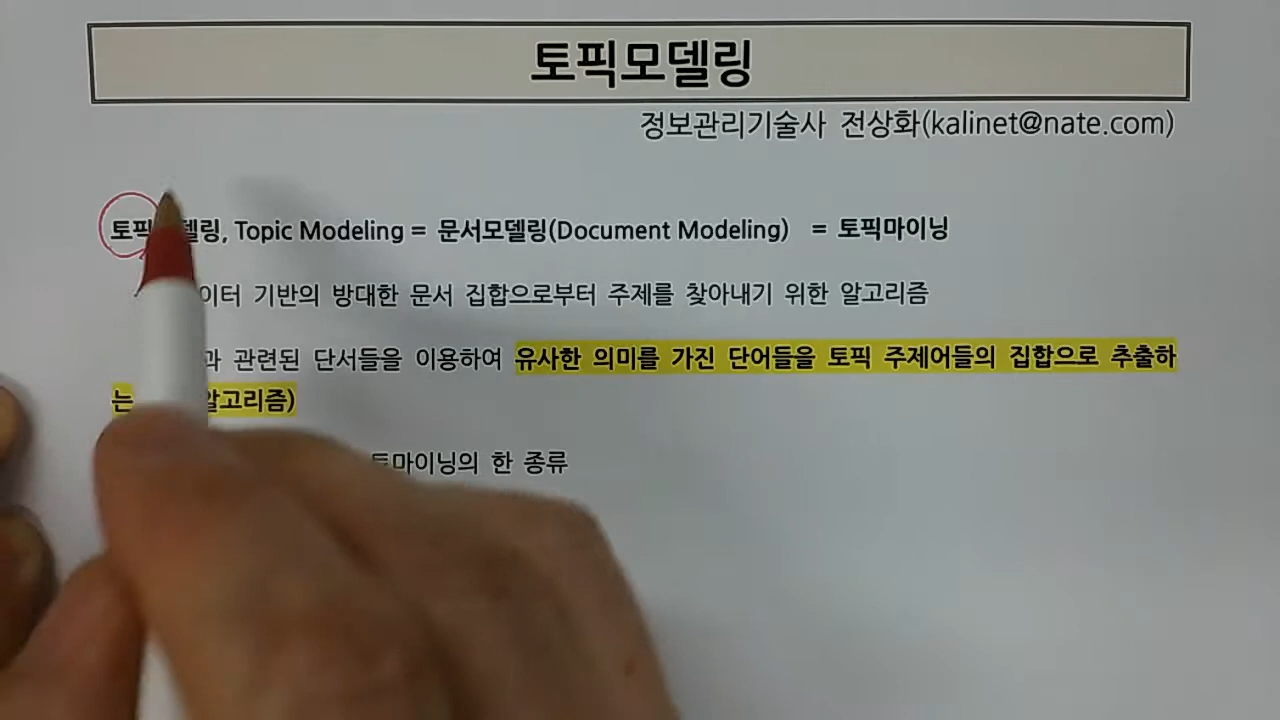 토픽모델링
정보관리기술사 전상화(kalinet@nate.com)
토픽 델링, Topic Modeling = 문서모델링(Document Modeling) = 토픽마이닝
이터 기반의 방대한 문서 집합으로부터 주제를 찾아내기 위한 알고리즘
과 관련된 단서들을 이용하여 유사한 의미를 가진 단어들을 토픽 주제어들의 집합으로 추출하
는 알고리즘)
트마이닝의 한 종류